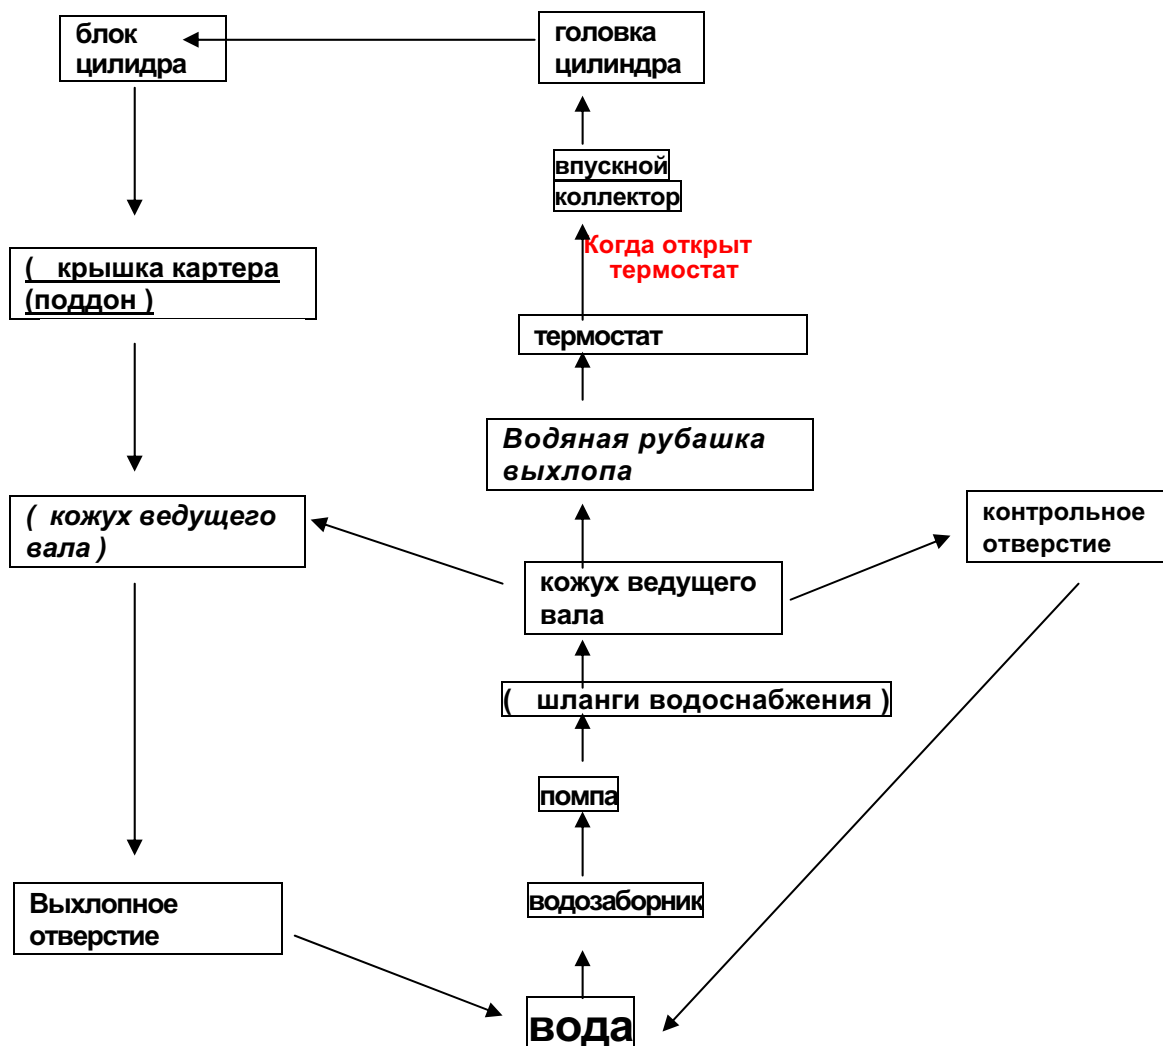 блок
цилидра
головка
цилиндра
впускной
коллектор
Когда открыт
термостат
( крышка картера
(поддон )
термостат
Водяная рубашка
выхлопа
( кожух ведущего
вала )
контрольное
отверстие
кожух ведущего
вала
( шланги водоснабжения )
помпа
Выхлопное
отверстие
водозаборник
вода